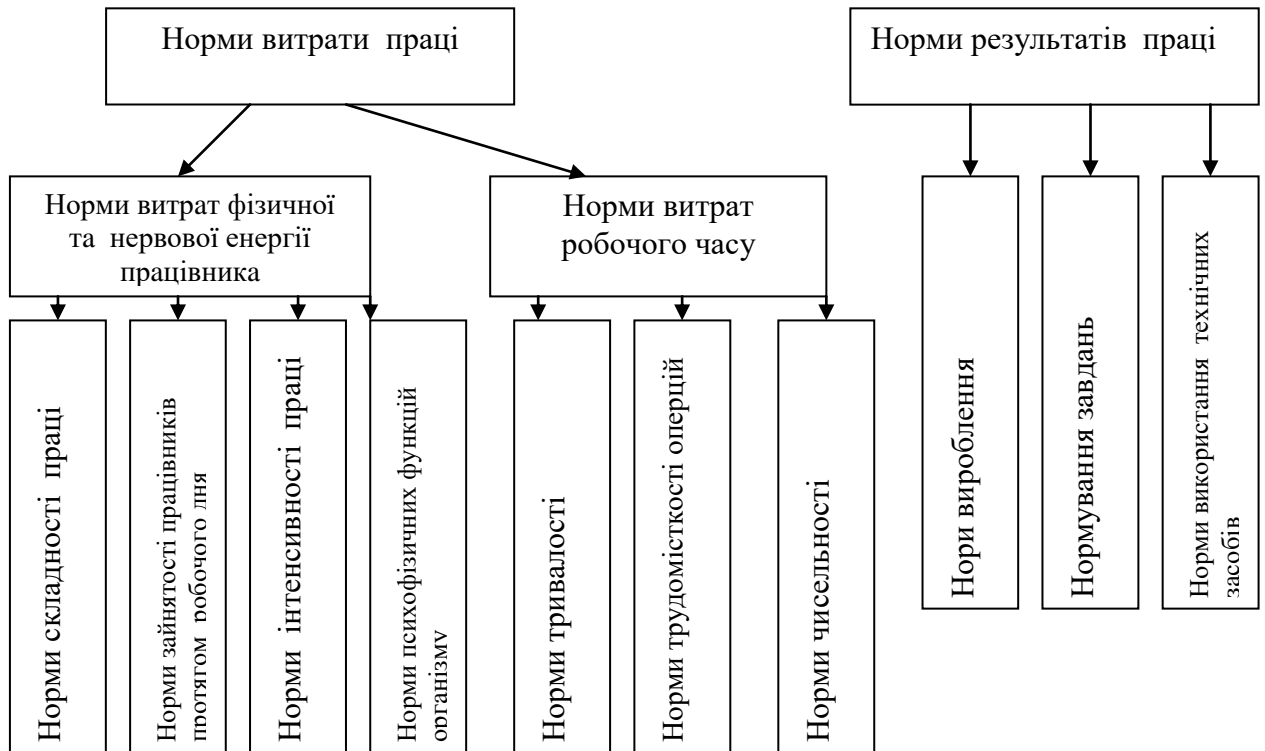 Норми витрати праці
Норми результатів праці
Норми витрат фізичної
та нервової енергії
працівника
Норми витрат
робочого часу
Норми складності праці
Норми зайнятості працівників
протягом робочого дня
Норми інтенсивності праці
Норми психофізичних функцій
організму
Норми тривалості
Норми трудомісткості оперцій
Норми чисельності
Нори вироблення
Нормування завдань
Норми використання технічних
засобів